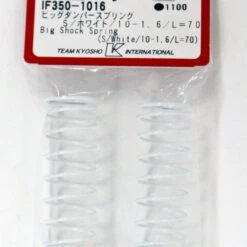 IF350-1016
●1100
ビッグダンパースプリング
S/ホワイト/10-1.6/L=70
Big Shock Spring
(S/White/10-1.6/L=70)
TEAM KYOSHO K INTERNATIONAL